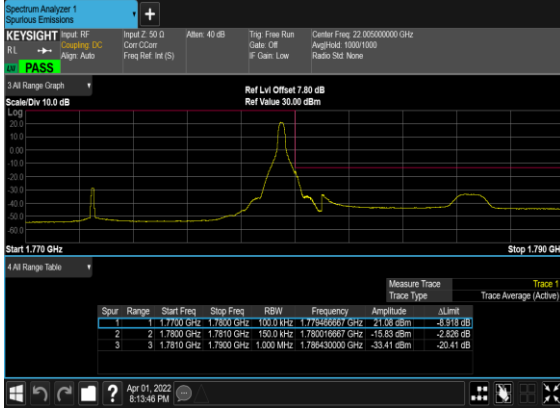 Spectrum Analyzer 1
Spurious Emissions
+
KEYSIGHT Input: RF Input Z: 50 Ω Atten: 40 dB Trig: Free Run Center Freq: 22.005000000 GHz
RL Coupling: DC Corr CCorr Gate: Off Avg|Hold: 1000/1000
Align: Auto Freq Ref: Int (S) IF Gain: Low Radio Std: None
PASS
3 All Range Graph Ref Lvl Offset 7.80 dB
Scale/Div 10.0 dB Ref Value 30.00 dBm
Log
20.0
10.0
0.00
-10.0
-20.0
-30.0
-40.0
-50.0
-60.0
Start 1.770 GHz Stop 1.790 GH
4 All Range Table
Measure Trace Trace 1
Trace Type Trace Average (Active)
Spur Range Start Freq Stop Freq RBW Frequency Amplitude ΔLimit
1 1 1.7700 GHz 1.7800 GHz 100.0 kHz 1.779466667 GHz 21.08 dBm -8.918 dB
2 2 1.7800 GHz 1.7810 GHz 150.0 kHz 1.780016667 GHz -15.83 dBm -2.826 dB
3 3 1.7810 GHz 1.7900 GHz 1.000 MHz 1.786430000 GHz -33.41 dBm -20.41 dB
? Apr 01, 2022
8:13:46 PM